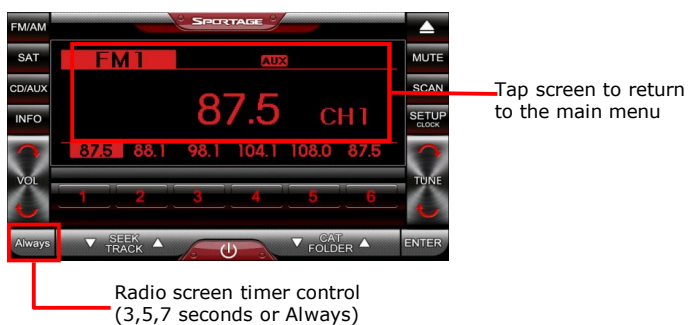 SPORTAGE
FM/AM
SAT
CD/AUX
INFO
VOL
Always
FM1
AUX
87.5
CH1
87.5 88.1 98.1 104.1 108.0 87.5
1 2 3 4 5 6
SEEK
TRACK
CAT
FOLDER
MUTE
SCAN
SETUP
CLOCK
TUNE
ENTER
Tap screen to return
to the main menu
Radio screen timer control
(3,5,7 seconds or Always)